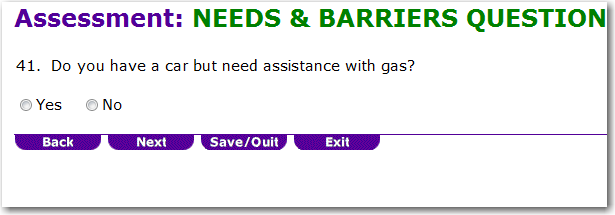 Assessment: NEEDS & BARRIERS QUESTION
41. Do you have a car but need assistance with gas?
Yes No
Back Next Save/Quit Exit